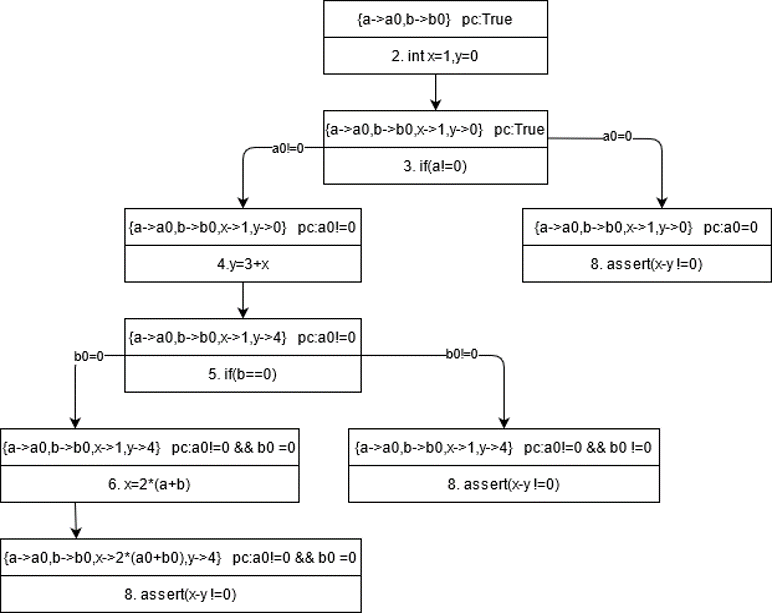 {a->a0,b->b0} pc:True
2. int x=1,y=0
{a->a0,b->b0,x->1,y->0} pc:True
3. if(a!=0)
a0!=0
a0=0
{a->a0,b->b0,x->1,y->0} pc:a0!=0
4.y=3+x
{a->a0,b->b0,x->1,y->0} pc:a0=0
8. assert(x-y !=0)
{a->a0,b->b0,x->1,y->4} pc:a0!=0
5. if(b==0)
b0=0
b0!=0
{a->a0,b->b0,x->1,y->4} pc:a0!=0 && b0 =0
6. x=2*(a+b)
{a->a0,b->b0,x->1,y->4} pc:a0!=0 && b0 !=0
8. assert(x-y !=0)
{a->a0,b->b0,x->2*(a0+b0),y->4} pc:a0!=0 && b0 =0
8. assert(x-y !=0)